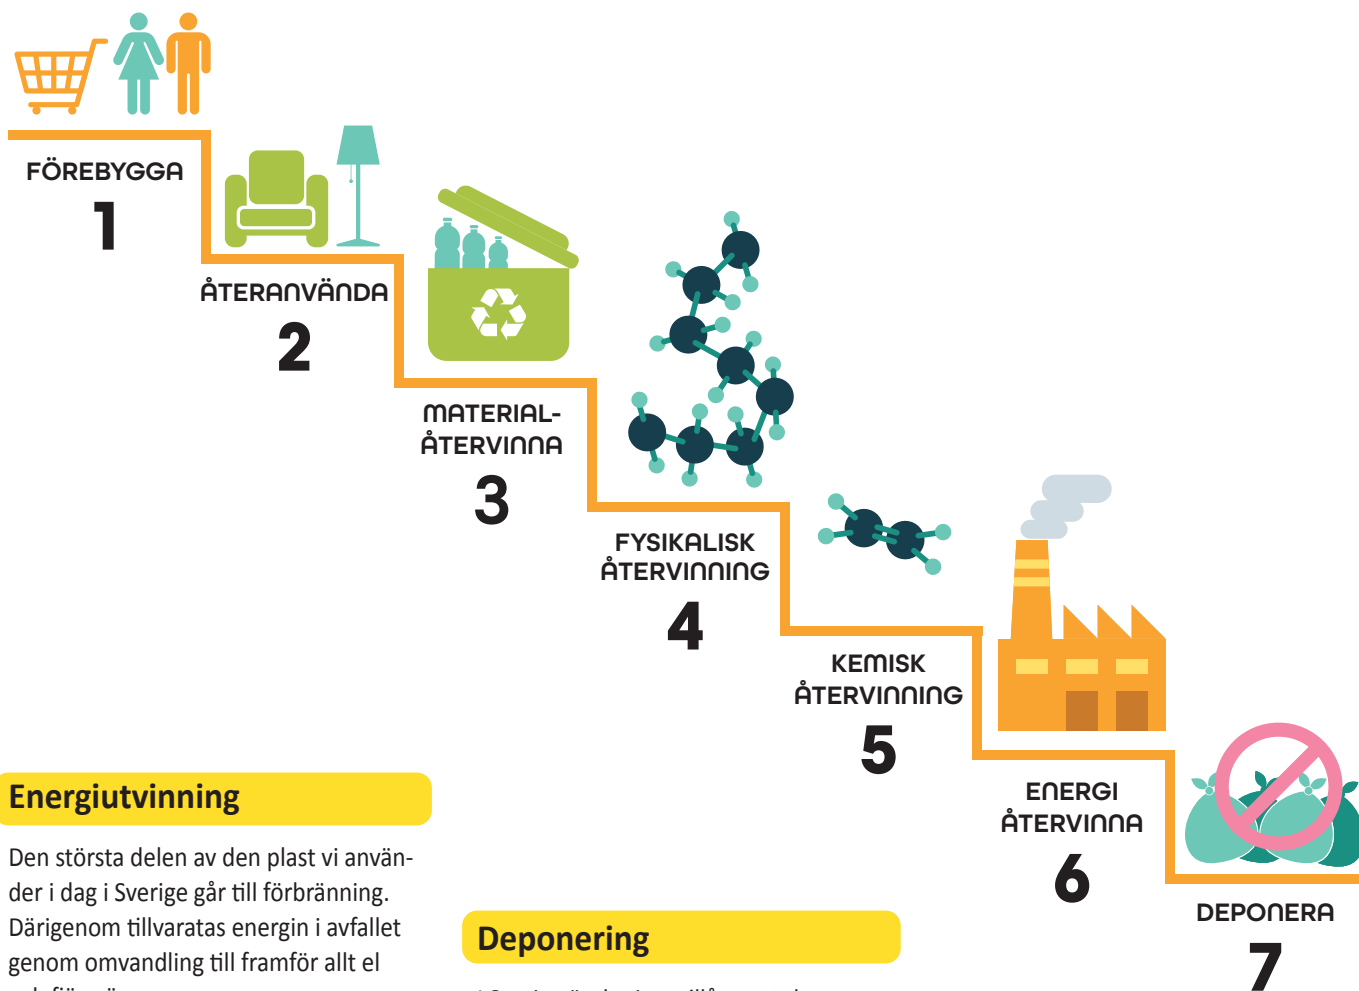 FÖREBYGGA
1
ÅTERANVÄNDA
2
MATERIAL-
ÅTERVINNA
3
FYSIKALISK
ÅTERVINNING
4
KEMISK
ÅTERVINNING
5
ENERGI
ÅTERVINNA
6
DEPONERA
7
Energiutvinning
Den största delen av den plast vi använ-
der i dag i Sverige går till förbränning.
Därigenom tillvaratas energin i avfallet
genom omvandling till framför allt el
Deponering